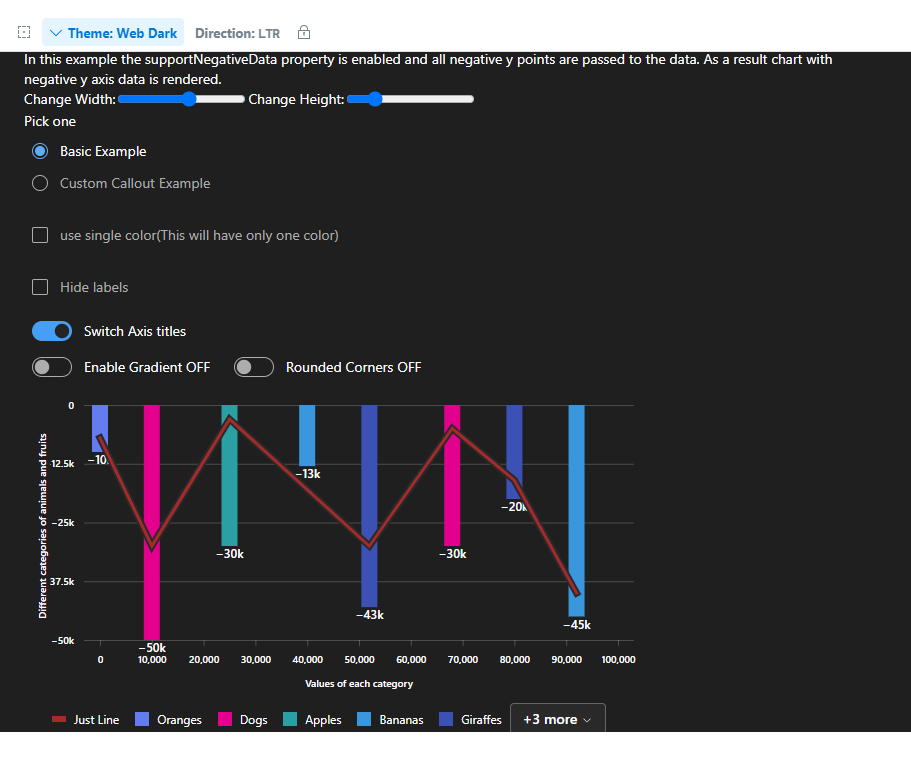 Theme: Web Dark Direction: LTR
In this example the supportNegativeData property is enabled and all negative y points are passed to the data. As a result chart with
negative y axis data is rendered.
Change Width: Change Height:
Pick one
Basic Example
Custom Callout Example
use single color(This will have only one color)
Hide labels
Switch Axis titles
Enable Gradient OFF Rounded Corners OFF
Different categories of animals and fruits
0
12.5k
−25k
37.5k
−50k
−10
−50k
−30k
−13k
−43k
−30k
−20k
−45k
0 10,000 20,000 30,000 40,000 50,000 60,000 70,000 80,000 90,000 100,000
Values of each category
Just Line Oranges Dogs Apples Bananas Giraffes +3 more